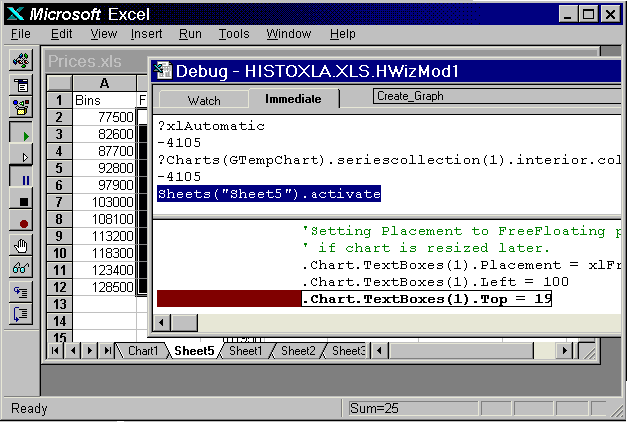 Microsoft Excel
File Edit View Insert Run Tools Window Help
Prices.xls
Debug - HISTOXLA.XLS.HWizMod1
Watch Immediate Create_Graph
A
1 Bins F
2 77500
3 82600
4 87700
5 92800
6 97900
7 103000
8 108100
9 113200
10 118300
11 123400
12 128500
13
14
15
?xlAutomatic
-4105
?Charts(GTempChart).seriescollection(1).interior.col
-4105
Sheets("Sheet5").activate
'Setting Placement to FreeFloating p
' if chart is resized later.
.Chart.TextBoxes(1).Placement = xlFr
.Chart.TextBoxes(1).Left = 100
.Chart.TextBoxes(1).Top = 19
Chart1 Sheet5 Sheet1 Sheet2 Sheet3
Ready Sum=25